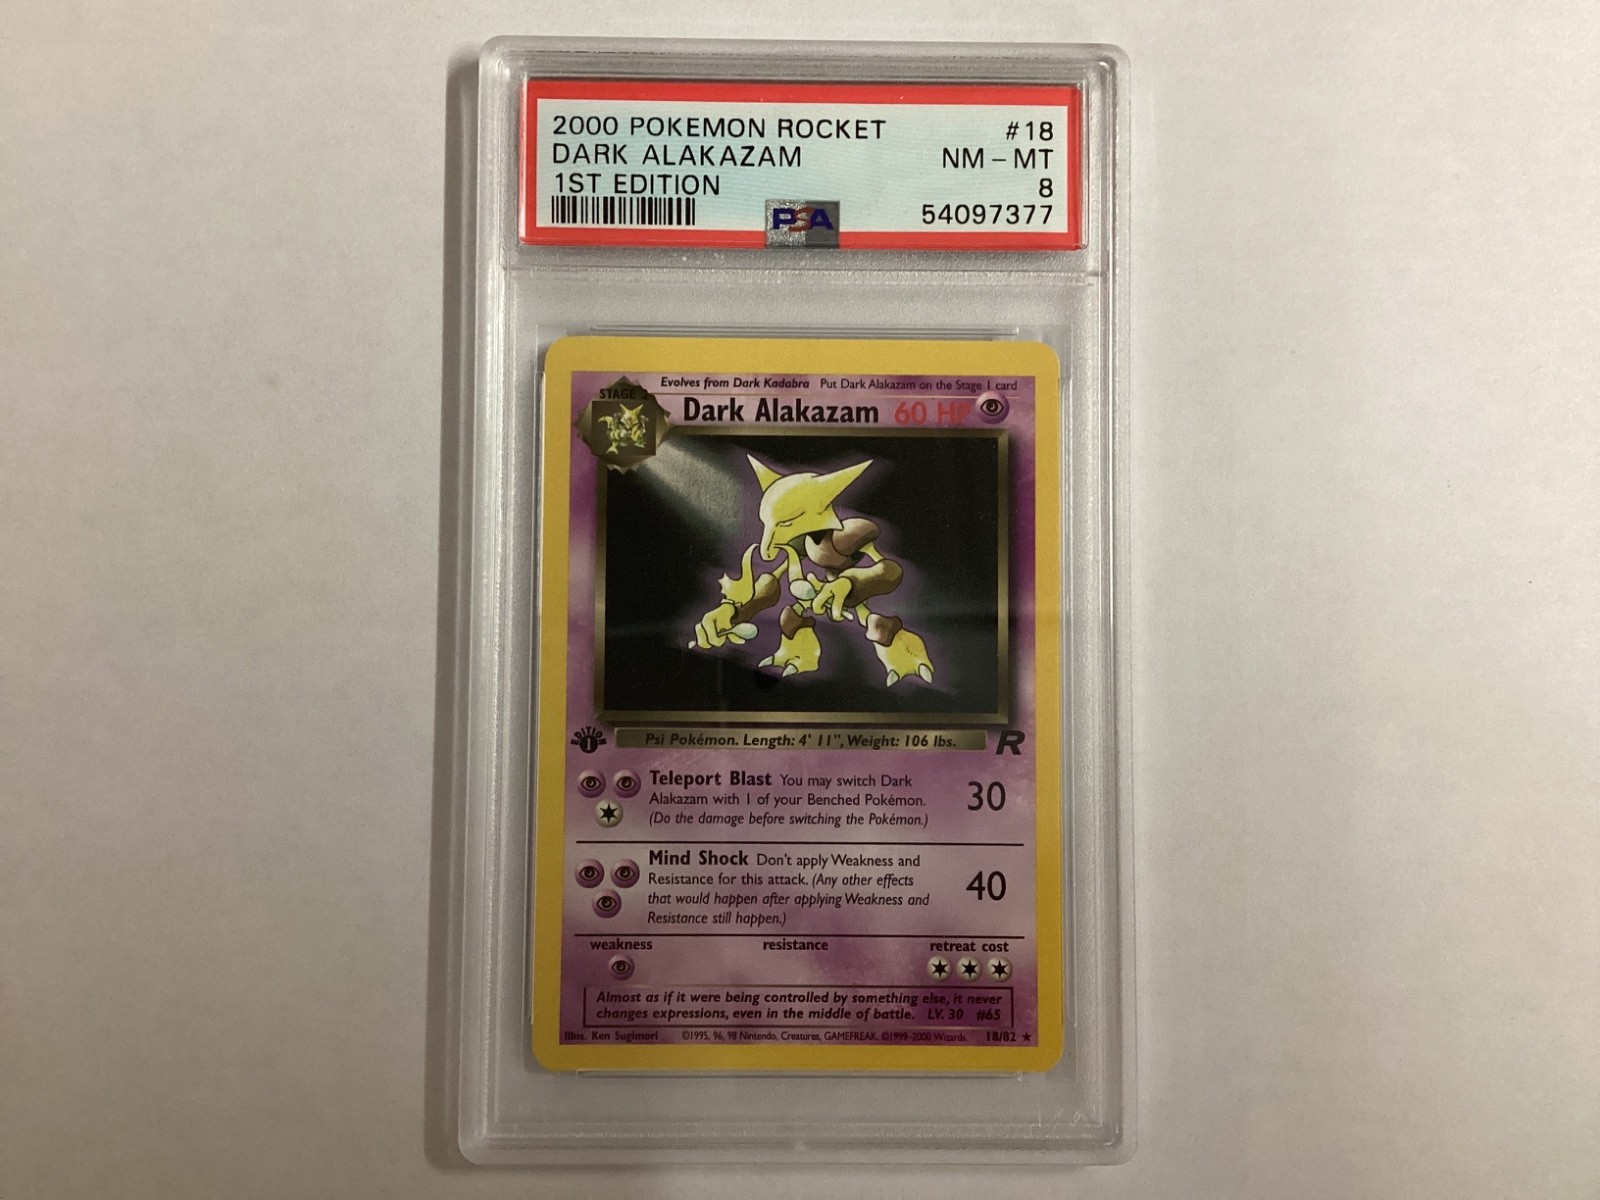 2000 POKEMON ROCKET #18
DARK ALAKAZAM NM - MT
1ST EDITION 8
PSA 54097377
Evolves from Dark Kadabra Put Dark Alakazam on the Stage 1 card
STAGE 2
Dark Alakazam 60 HP
EDITION 1
Psi Pokémon. Length: 4' 11", Weight: 106 lbs. R
Teleport Blast You may switch Dark
Alakazam with 1 of your Benched Pokémon. 30
(Do the damage before switching the Pokémon.)
Mind Shock Don't apply Weakness and
Resistance for this attack. (Any other effects 40
that would happen after applying Weakness and
Resistance still happen.)
weakness resistance retreat cost
Almost as if it were being controlled by something else, it never
changes expressions, even in the middle of battle. LV. 30 #65
Illus. Ken Sugimori ©1995, 96, 98 Nintendo, Creatures, GAMEFREAK. ©1999-2000 Wizards. 18/82 ★